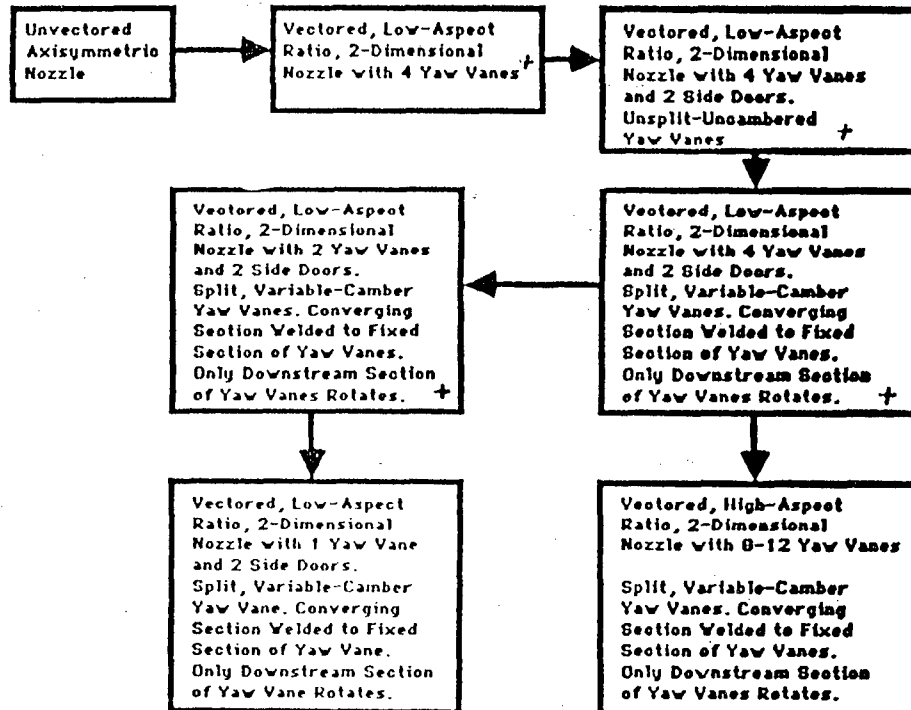 Unvectored
Axisymmetric
Nozzle
Vectored, Low-Aspect
Ratio, 2-Dimensional
Nozzle with 4 Yaw Vanes +
Vectored, Low-Aspect
Ratio, 2-Dimensional
Nozzle with 4 Yaw Vanes
and 2 Side Doors.
Unsplit-Uncambered
Yaw Vanes +
Vectored, Low-Aspect
Ratio, 2-Dimensional
Nozzle with 4 Yaw Vanes
and 2 Side Doors.
Split, Variable-Camber
Yaw Vanes. Converging
Section Welded to Fixed
Section of Yaw Vanes.
Only Downstream Section
of Yaw Vanes Rotates. +
Vectored, Low-Aspect
Ratio, 2-Dimensional
Nozzle with 2 Yaw Vanes
and 2 Side Doors.
Split, Variable-Camber
Yaw Vanes. Converging
Section Welded to Fixed
Section of Yaw Vanes.
Only Downstream Section
of Yaw Vanes Rotates. +
Vectored, Low-Aspect
Ratio, 2-Dimensional
Nozzle with 1 Yaw Vane
and 2 Side Doors.
Split, Variable-Camber
Yaw Vane. Converging
Section Welded to Fixed
Section of Yaw Vane.
Only Downstream Section
of Yaw Vane Rotates.
Vectored, High-Aspect
Ratio, 2-Dimensional
Nozzle with 8-12 Yaw Vanes
Split, Variable-Camber
Yaw Vanes. Converging
Section Welded to Fixed
Section of Yaw Vanes.
Only Downstream Section
of Yaw Vanes Rotates.